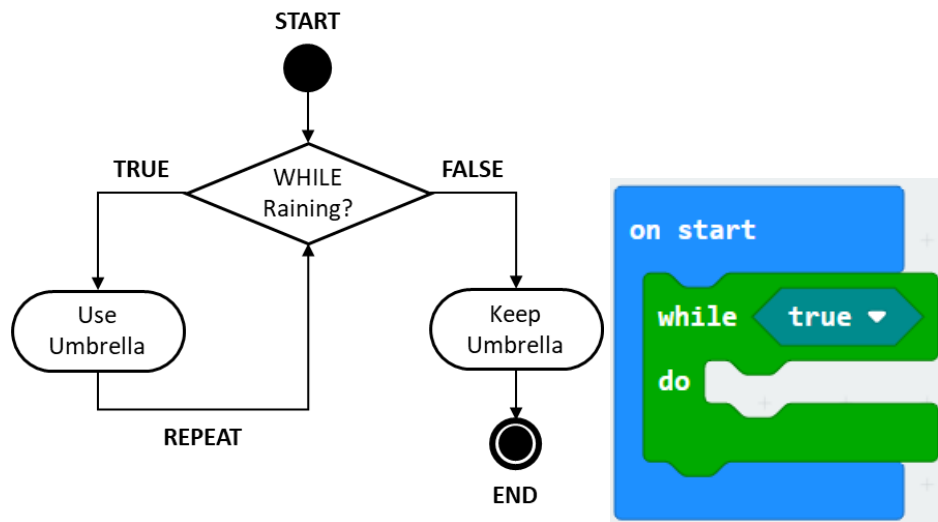 START
TRUE
WHILE
Raining?
FALSE
Use
Umbrella
Keep
Umbrella
REPEAT
END
on start
while true
do